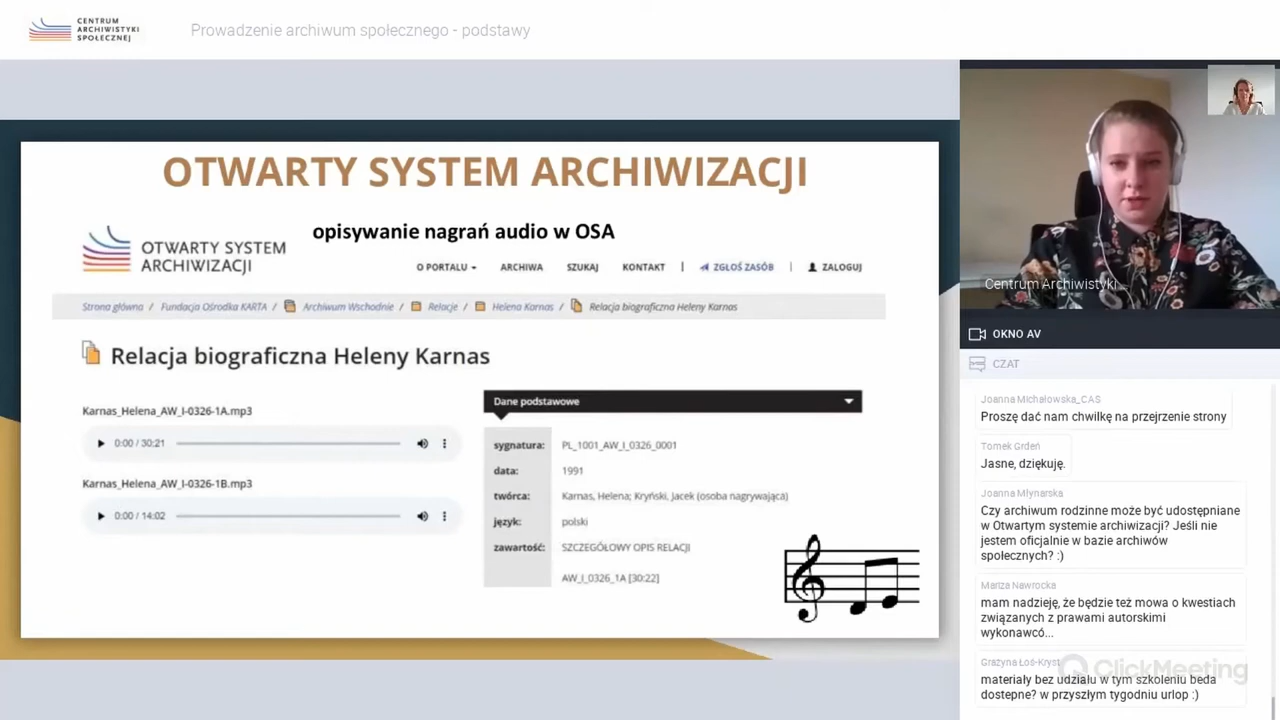 CENTRUM
ARCHIWISTYKI
SPOŁECZNEJ
Prowadzenie archiwum społecznego - podstawy
OTWARTY SYSTEM ARCHIWIZACJI
opisywanie nagrań audio w OSA
OTWARTY SYSTEM
ARCHIWIZACJI
O PORTALU
ARCHIWA
SZUKAJ
KONTAKT
|
ZGŁOŚ ZASÓB
|
ZALOGUJ
Strona główna / Fundacja Ośrodka KARTA / Archiwum Wschodnie / Relacje / Helena Karnas / Relacja biograficzna Heleny Karnas
Relacja biograficzna Heleny Karnas
Karnas_Helena_AW_I-0326-1A.mp3
0:00 / 30:21
Karnas_Helena_AW_I-0326-1B.mp3
0:00 / 14:02
Dane podstawowe
sygnatura: PL_1001_AW_I_0326_0001
data: 1991
twórca: Karnas, Helena; Kryński, Jacek (osoba nagrywająca)
język: polski
zawartość: SZCZEGÓŁOWY OPIS RELACJI
AW_I_0326_1A [30:22]
Centrum Archiwistyki ...
OKNO AV
CZAT
Joanna Michałowska_CAS
Proszę dać nam chwilkę na przejrzenie strony
Tomek Grdeń
Jasne, dziękuję.
Joanna Młynarska
Czy archiwum rodzinne może być udostępniane
w Otwartym systemie archiwizacji? Jeśli nie
jestem oficjalnie w bazie archiwów
społecznych? :)
Mariza Nawrocka
mam nadzieję, że będzie też mowa o kwestiach
związanych z prawami autorskimi
wykonawcó...
Grażyna Łoś-Kryst
materiały bez udzialu w tym szkoleniu beda
dostepne? w przyszłym tygodniu urlop :)
ClickMeeting